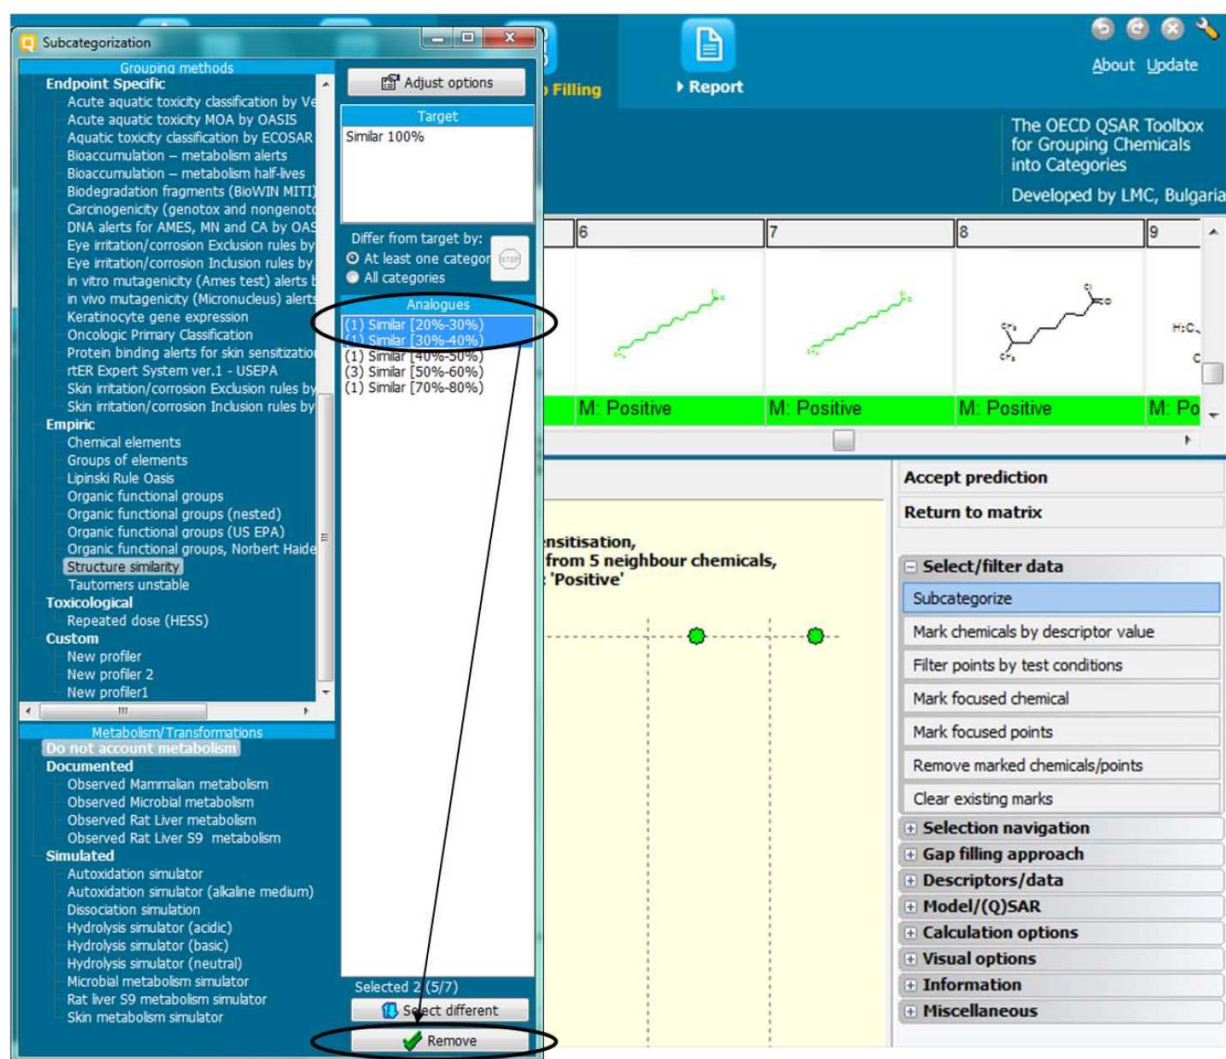 Subcategorization
Grouping methods
Endpoint Specific
Acute aquatic toxicity classification by Ve
Acute aquatic toxicity MOA by OASIS
Aquatic toxicity classification by ECOSAR
Bioaccumulation – metabolism alerts
Bioaccumulation – metabolism half-lives
Biodegradation fragments (BioWIN MITI)
Carcinogenicity (genotox and nongenoto
DNA alerts for AMES, MN and CA by OAS
Eye irritation/corrosion Exclusion rules by
Eye irritation/corrosion Inclusion rules by
in vitro mutagenicity (Ames test) alerts b
in vivo mutagenicity (Micronucleus) alerts
Keratinocyte gene expression
Oncologic Primary Classification
Protein binding alerts for skin sensitizatio
rtER Expert System ver.1 - USEPA
Skin irritation/corrosion Exclusion rules by
Skin irritation/corrosion Inclusion rules by
Empiric
Chemical elements
Groups of elements
Lipinski Rule Oasis
Organic functional groups
Organic functional groups (nested)
Organic functional groups (US EPA)
Organic functional groups, Norbert Haide
Structure similarity
Tautomers unstable
Toxicological
Repeated dose (HESS)
Custom
New profiler
New profiler 2
New profiler1
Metabolism/Transformations
Do not account metabolism
Documented
Observed Mammalian metabolism
Observed Microbial metabolism
Observed Rat Liver metabolism
Observed Rat Liver S9 metabolism
Simulated
Autoxidation simulator
Autoxidation simulator (alkaline medium)
Dissociation simulation
Hydrolysis simulator (acidic)
Hydrolysis simulator (basic)
Hydrolysis simulator (neutral)
Microbial metabolism simulator
Rat liver S9 metabolism simulator
Skin metabolism simulator
Adjust options
Target
Similar 100%
Differ from target by:
At least one categor
STOP
All categories
Analogues
(1) Similar [20%-30%)
(1) Similar [30%-40%)
(1) Similar [40%-50%)
(3) Similar [50%-60%)
(1) Similar [70%-80%)
Selected 2 (5/7)
Select different
Remove
Filling
Report
About Update
The OECD QSAR Toolbox
for Grouping Chemicals
into Categories
Developed by LMC, Bulgaria
6 7 8 9
H3C
M: Positive M: Positive M: Positive M: Po
ensitisation,
from 5 neighbour chemicals,
: 'Positive'
Accept prediction
Return to matrix
Select/filter data
Subcategorize
Mark chemicals by descriptor value
Filter points by test conditions
Mark focused chemical
Mark focused points
Remove marked chemicals/points
Clear existing marks
Selection navigation
Gap filling approach
Descriptors/data
Model/(Q)SAR
Calculation options
Visual options
Information
Miscellaneous